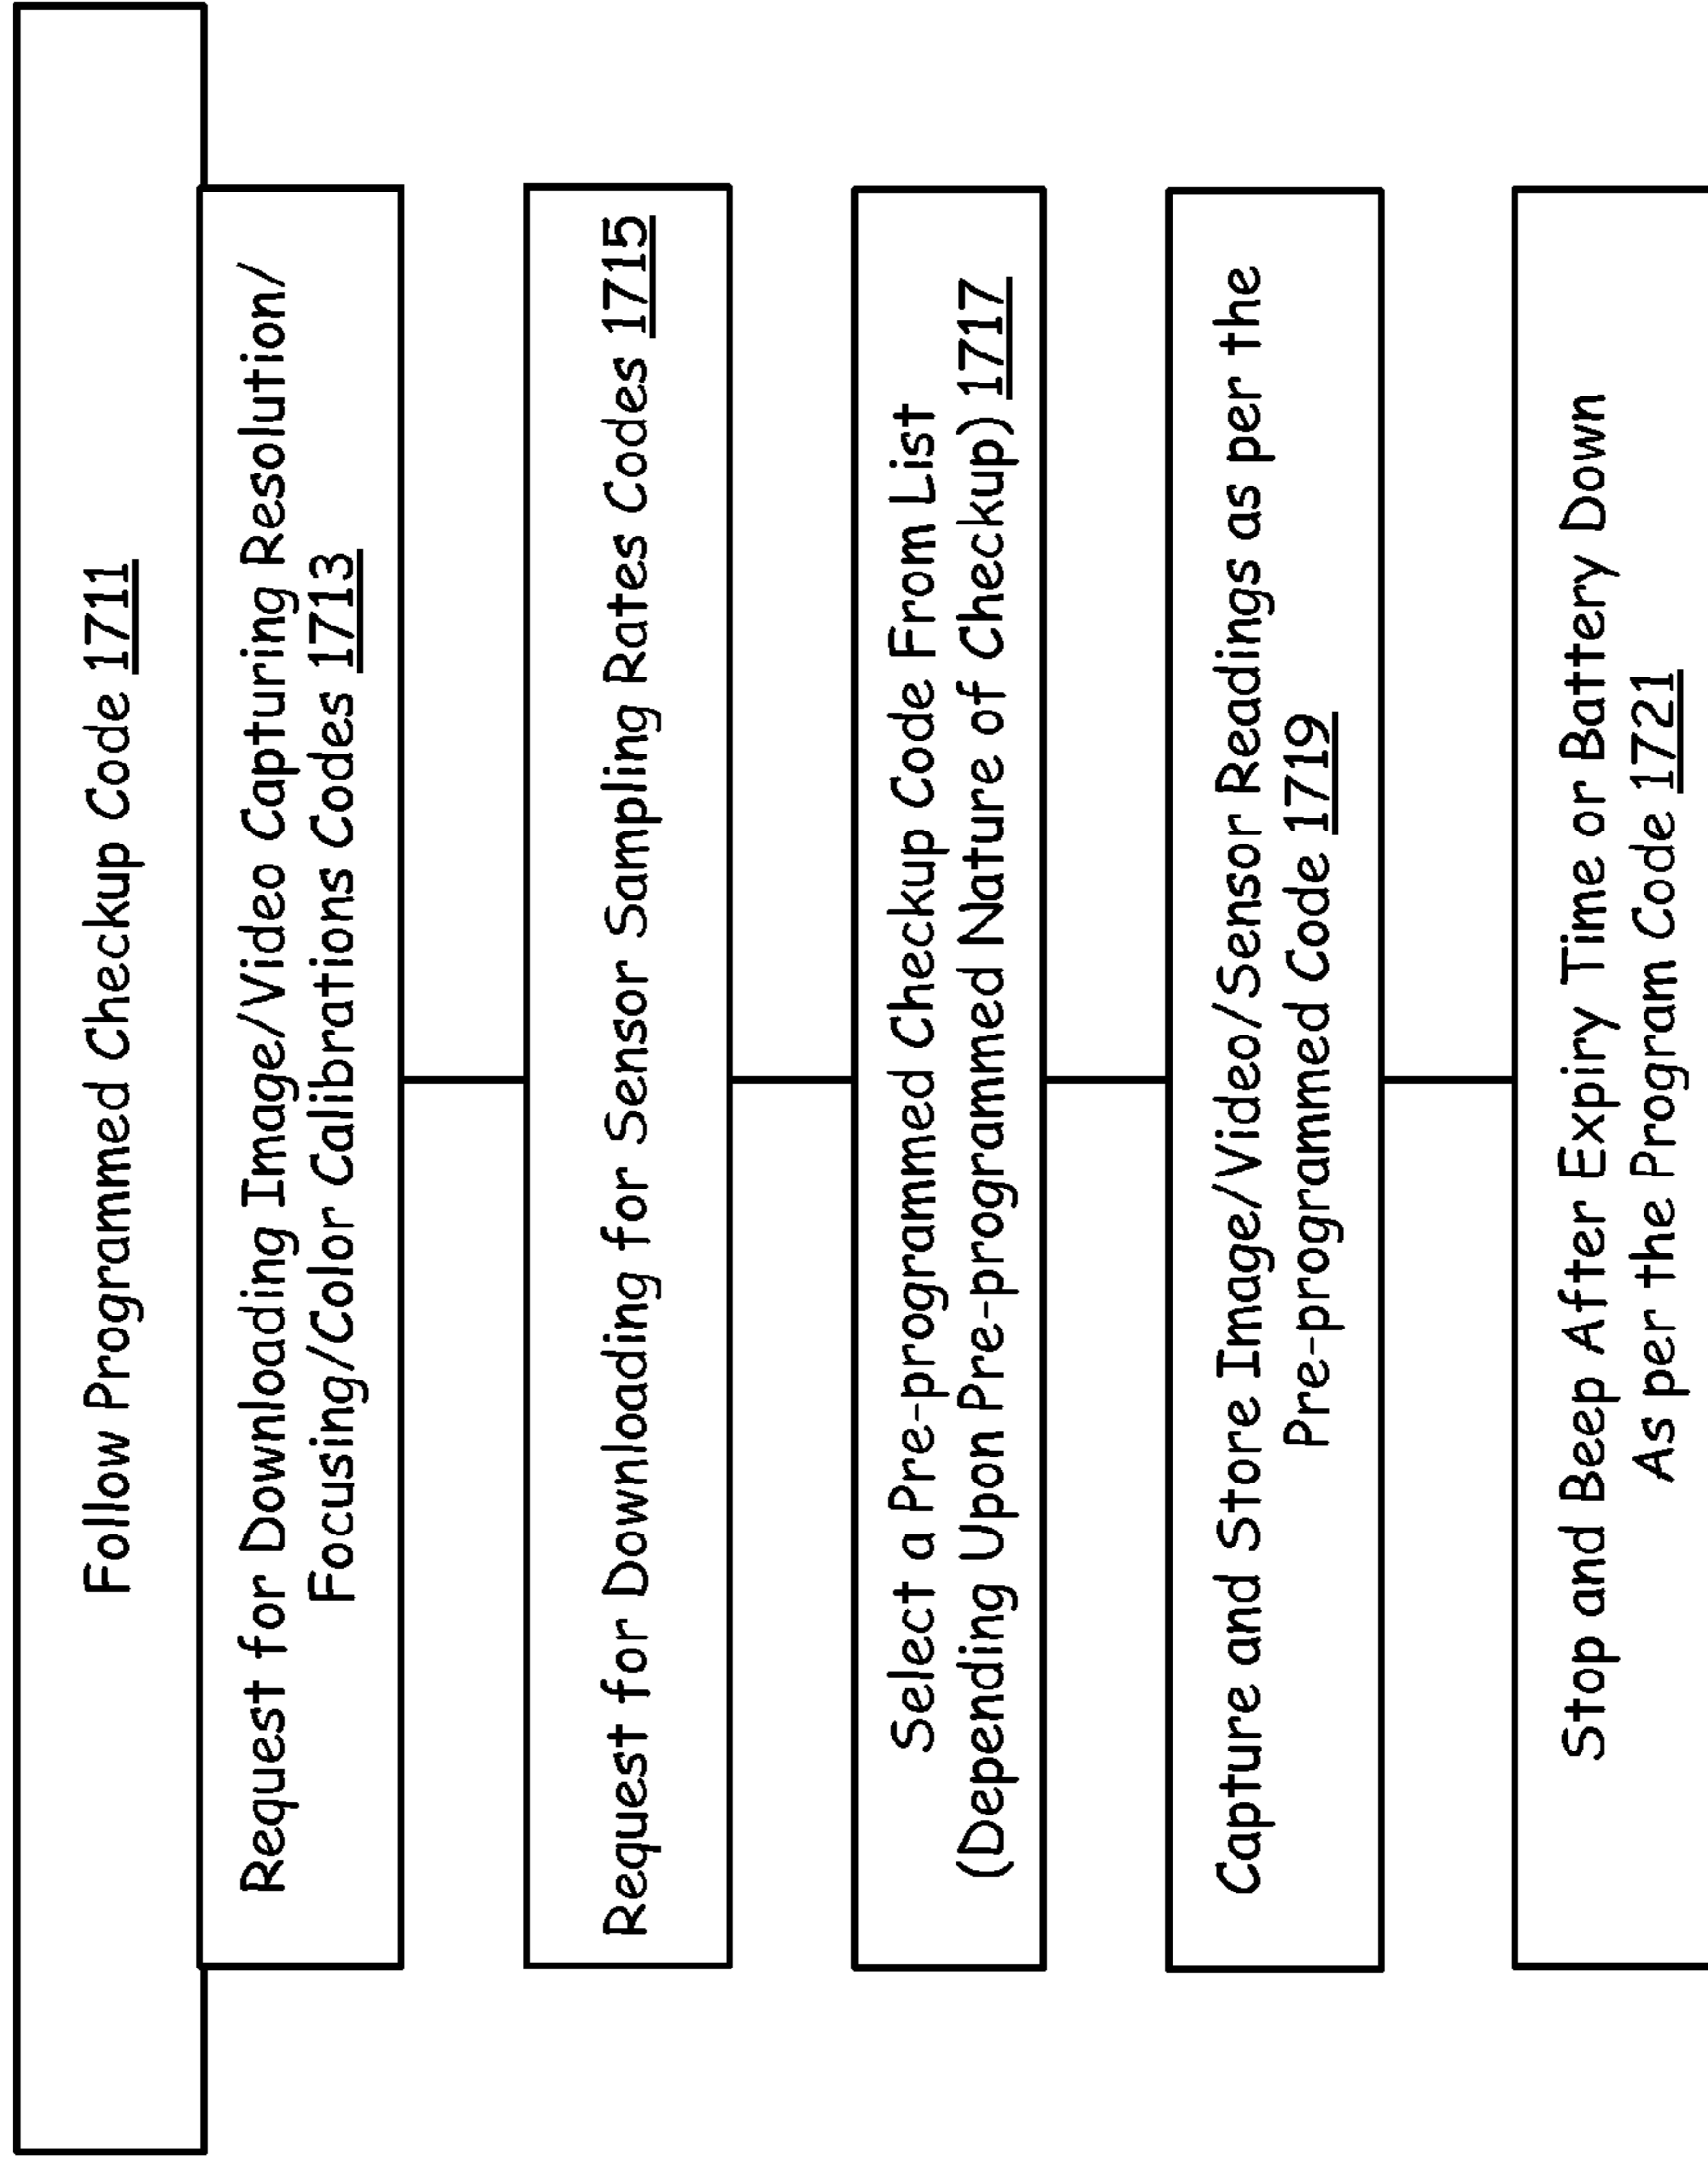 Follow Programmed Checkup Code 1711
Request for Downloading Image/Video Capturing Resolution/
Focusing/Color Calibrations Codes 1713
Request for Downloading for Sensor Sampling Rates Codes 1715
Select a Pre-programmed Checkup Code From List
(Depending Upon Pre-programmed Nature of Checkup) 1717
Capture and Store Image/Video/Sensor Readings as per the
Pre-programmed Code 1719
Stop and Beep After Expiry Time or Battery Down
As per the Program Code 1721